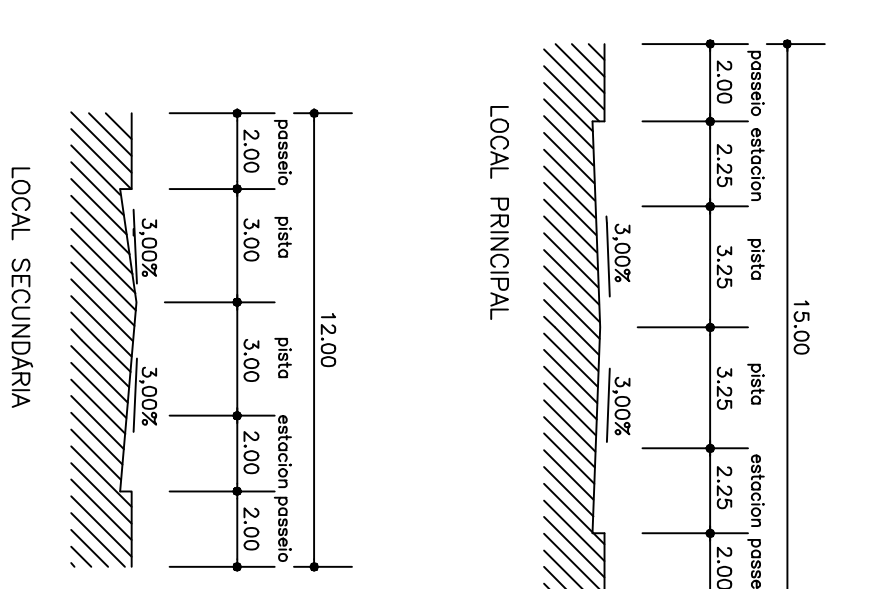 15.00
passeio estacion pista pista estacion passe
2.00 2.25 3.25 3.25 2.25 2.00
3,00% 3,00%
LOCAL PRINCIPAL
12.00
passeio pista pista estacion passeio
2.00 3.00 3.00 2.00 2.00
3,00% 3,00%
LOCAL SECUNDÁRIA